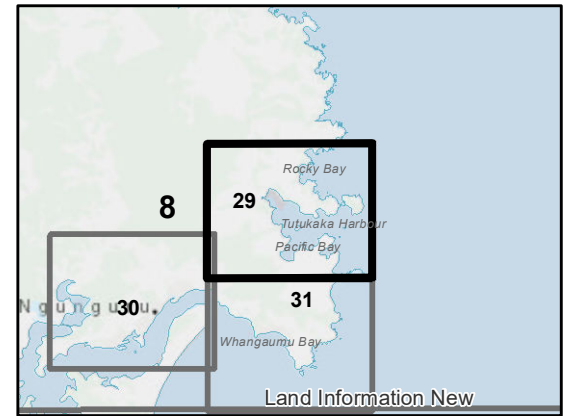 Rocky Bay
29
8
Tutukaka Harbour
Pacific Bay
31
Ngunguru
30
Whangaumu Bay
Land Information New